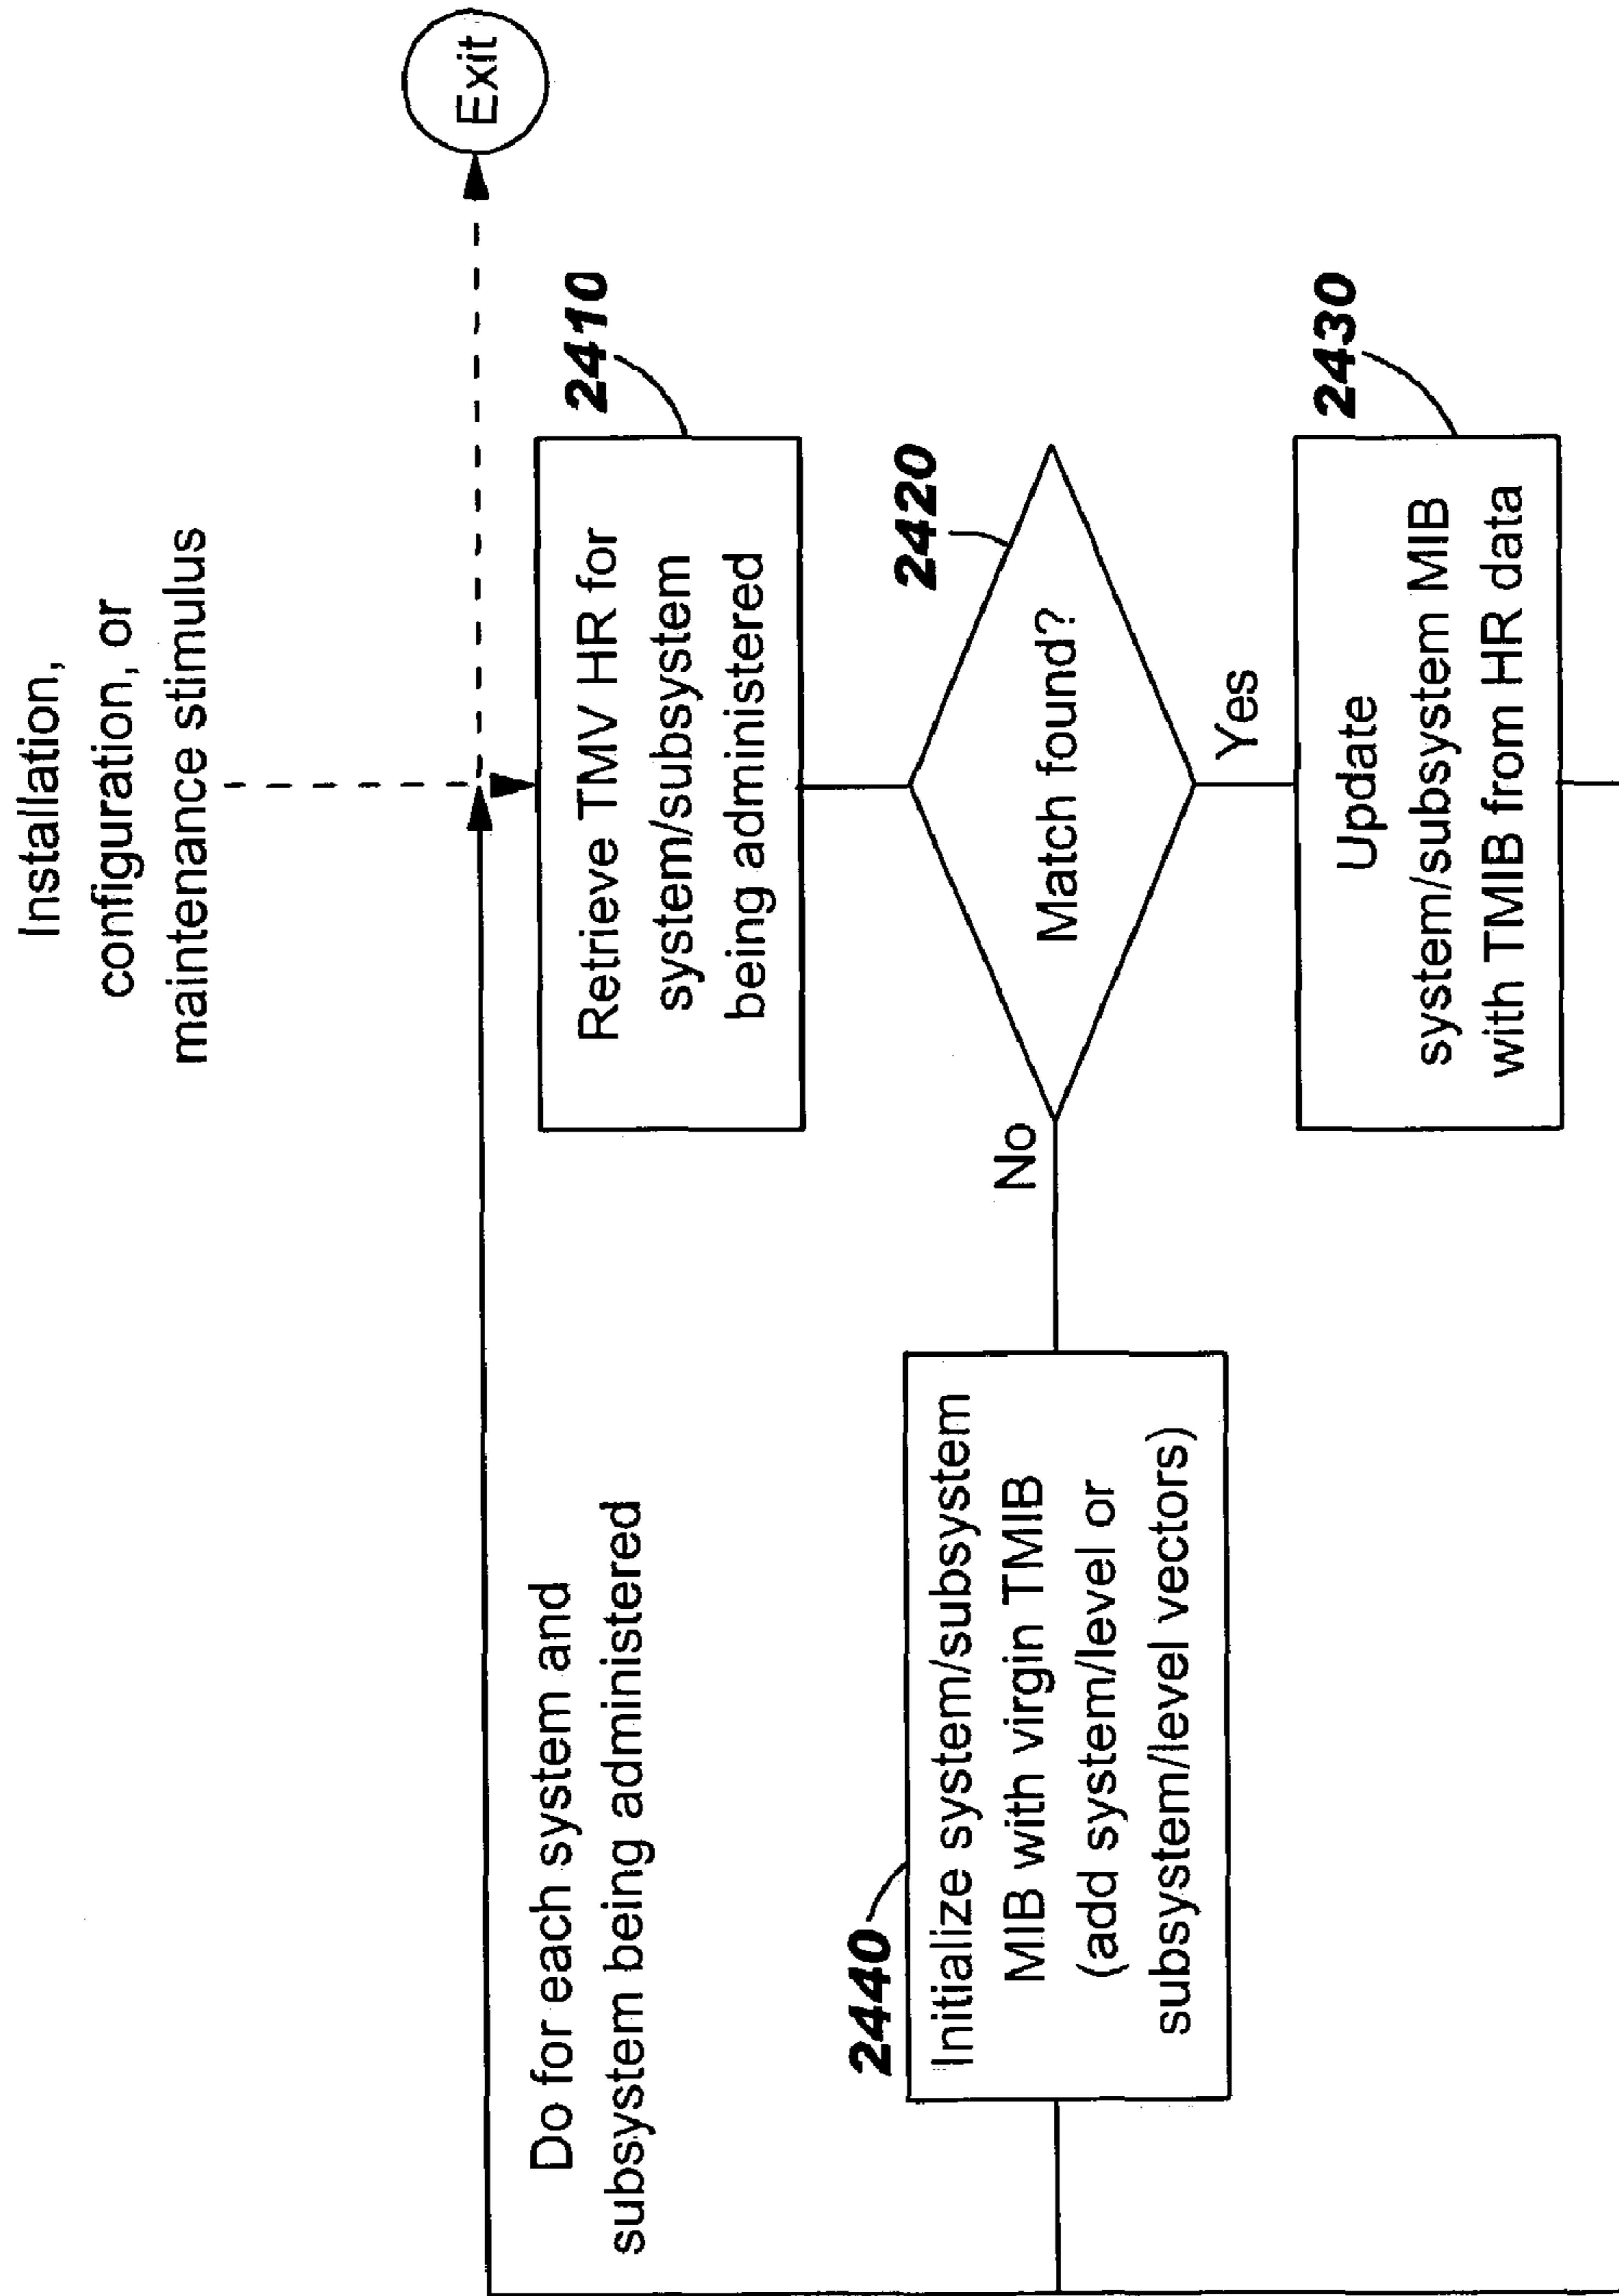 Installation,
configuration, or
maintenance stimulus
Exit
Do for each system and
subsystem being administered
2410
Retrieve TMV HR for
system/subsystem
being administered
2420
Match found?
No
Yes
2440
Initialize system/subsystem
MIB with virgin TMIB
(add system/level or
subsystem/level vectors)
2430
Update
system/subsystem MIB
with TMIB from HR data